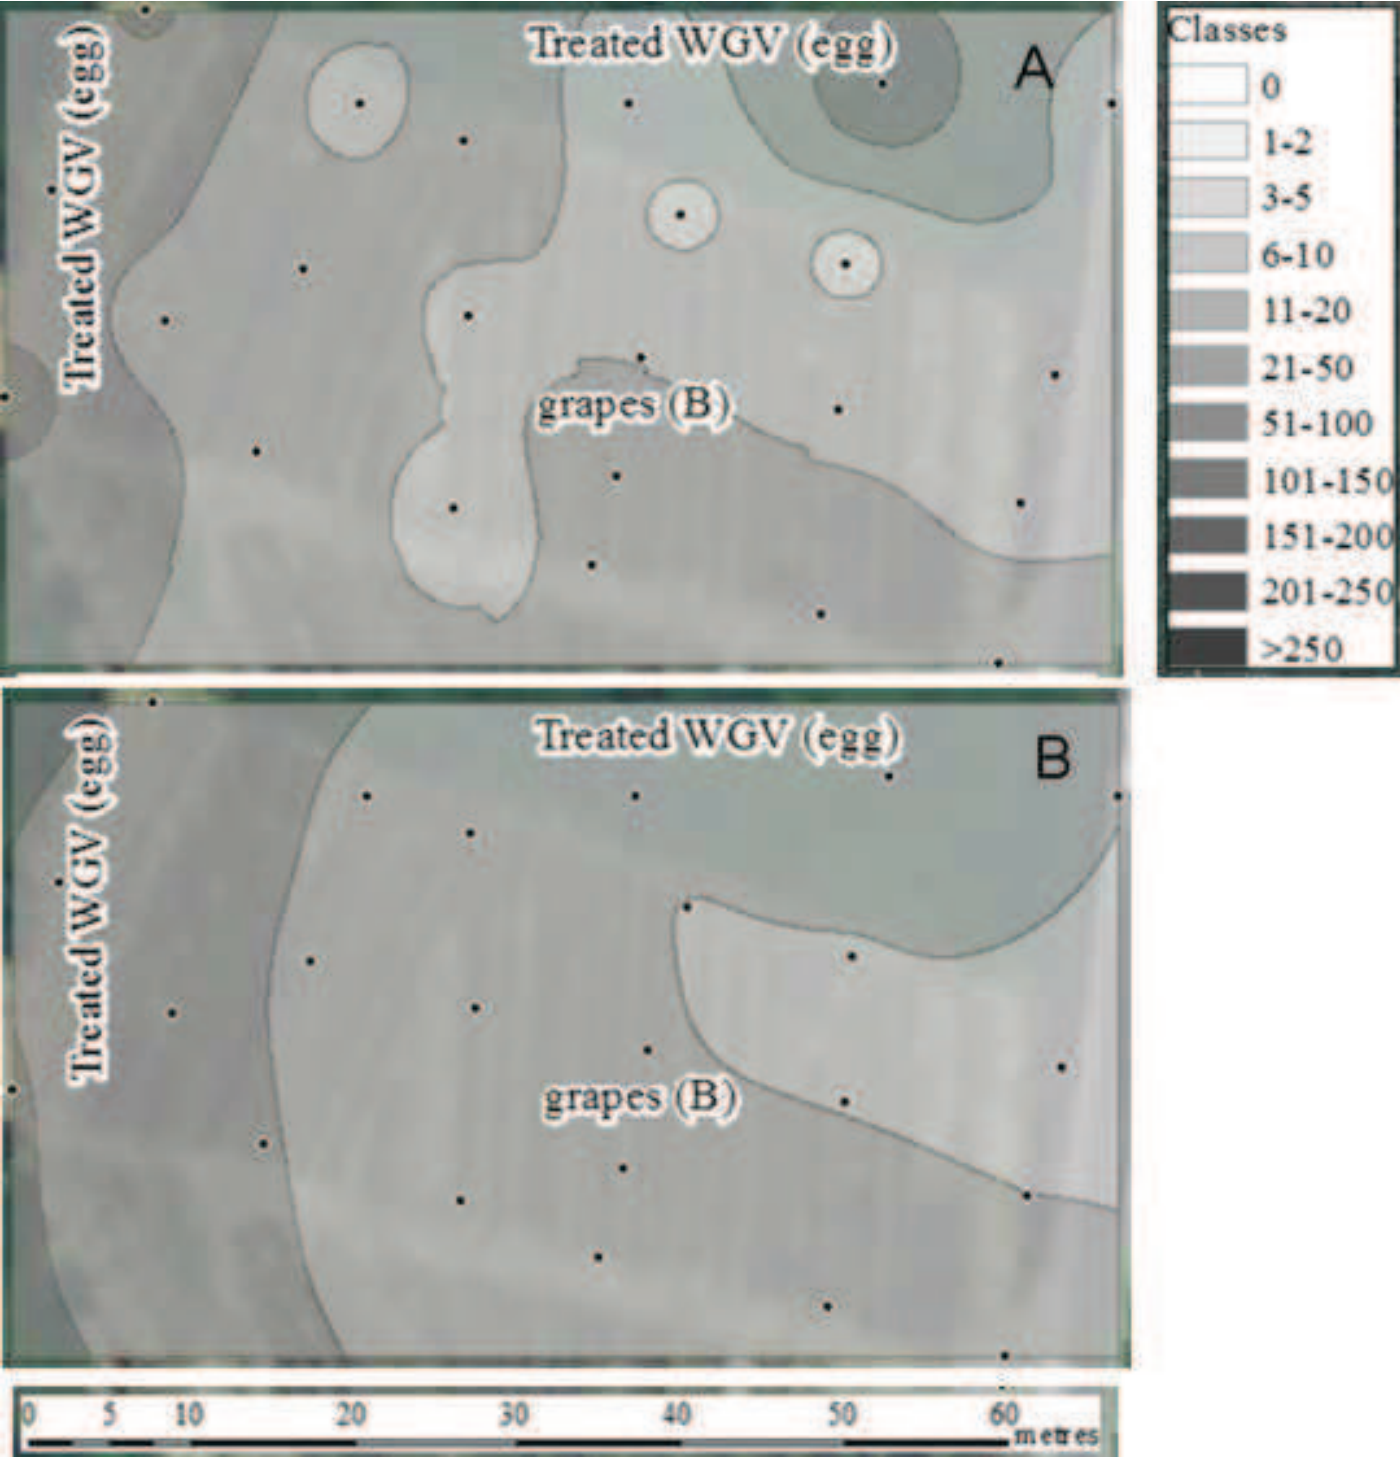 Treated WGV (egg)
Treated WGV (egg)
A
grapes (B)
Classes
0
1-2
3-5
6-10
11-20
21-50
51-100
101-150
151-200
201-250
>250
Treated WGV (egg)
Treated WGV (egg)
B
grapes (B)
0 5 10 20 30 40 50 60
metres